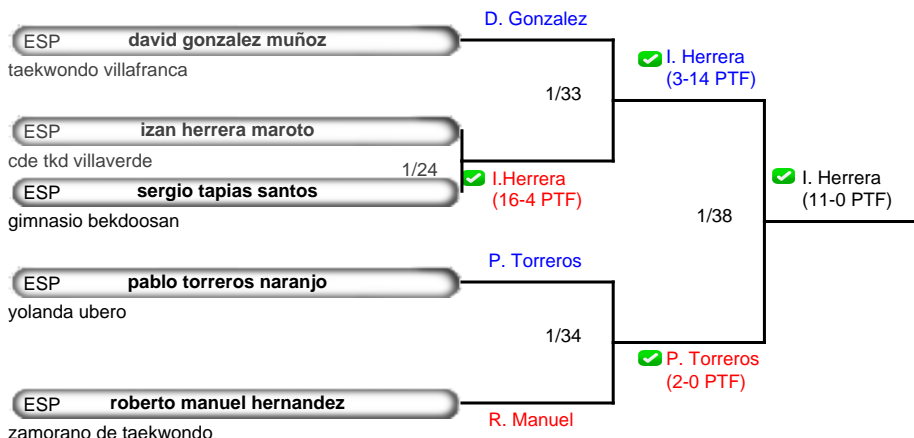 D. Gonzalez
ESP david gonzalez muñoz
taekwondo villafranca
I. Herrera
(3-14 PTF)
1/33
ESP izan herrera maroto
cde tkd villaverde
1/24
I.Herrera
(16-4 PTF)
ESP sergio tapias santos
gimnasio bekdoosan
I. Herrera
(11-0 PTF)
1/38
P. Torreros
ESP pablo torreros naranjo
yolanda ubero
1/34
P. Torreros
(2-0 PTF)
ESP roberto manuel hernandez
R. Manuel
zamorano de taekwondo